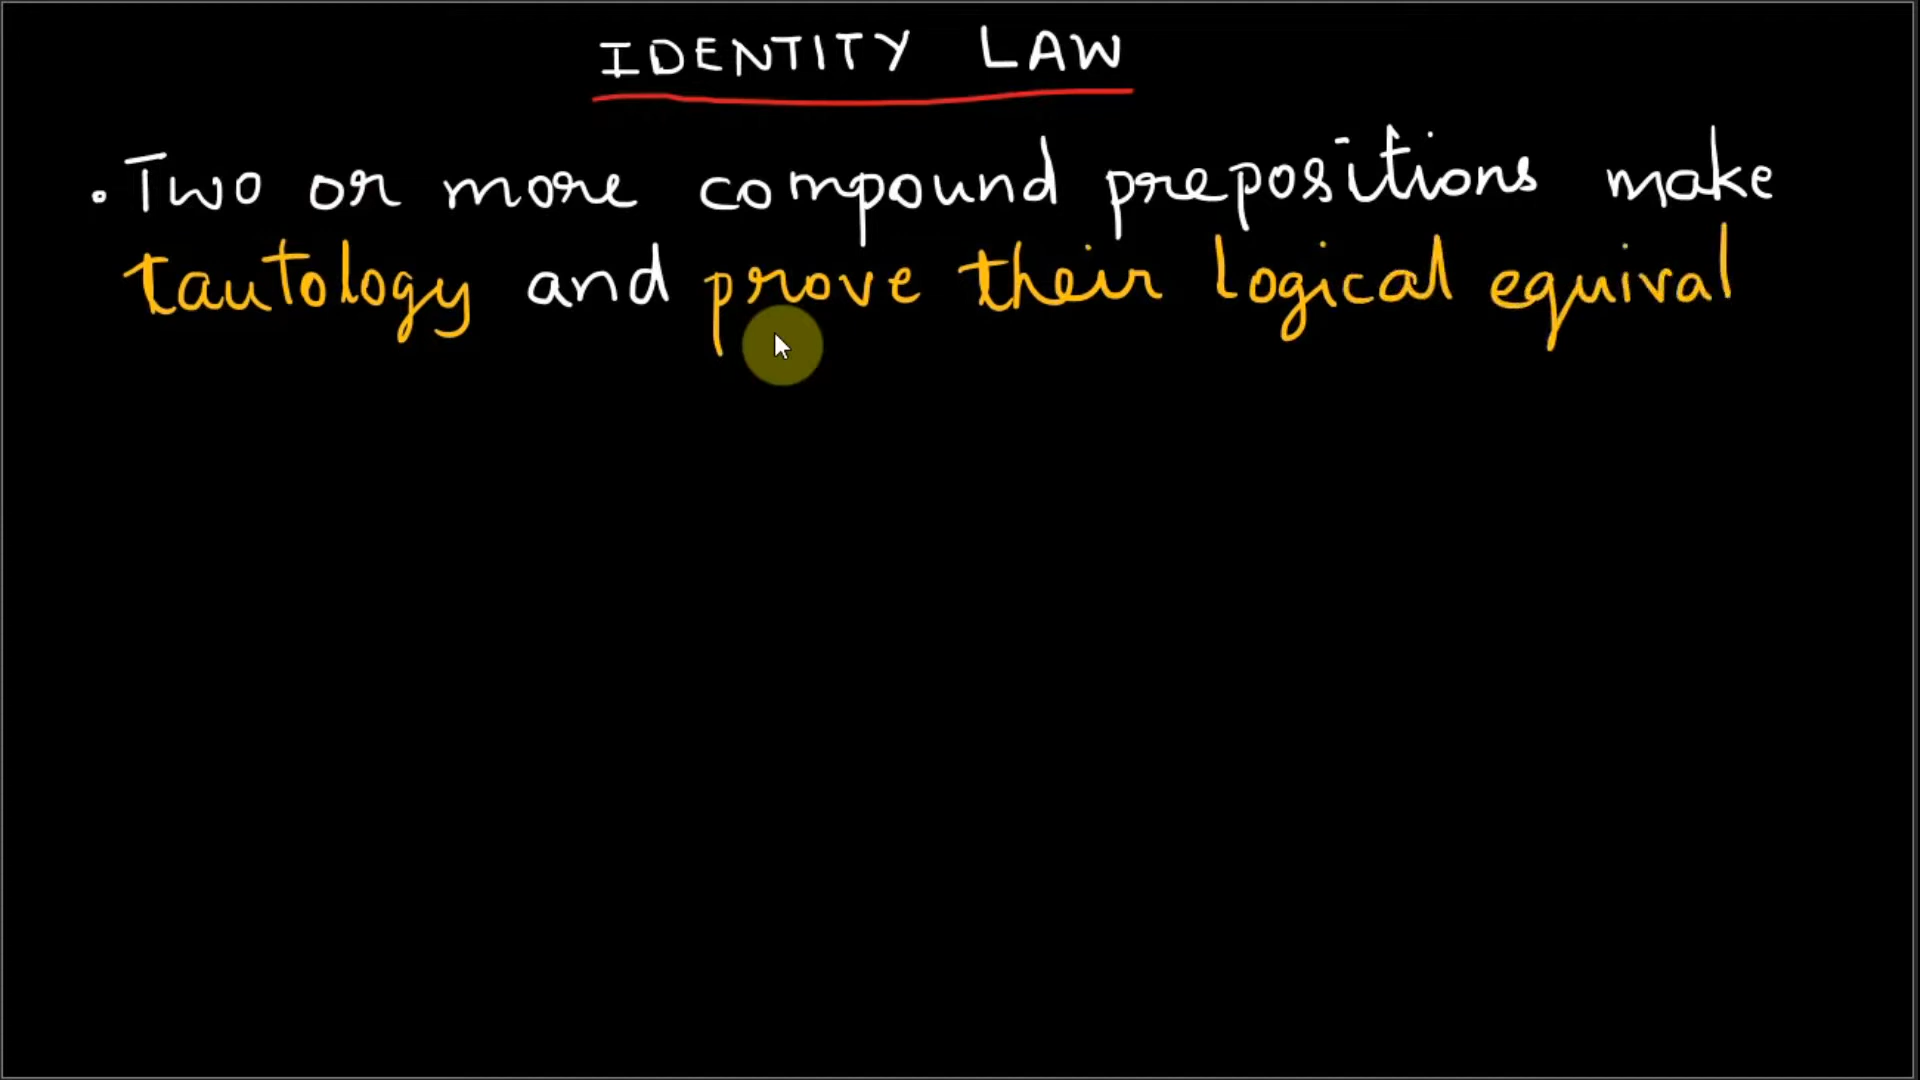 IDENTITY LAW
. Two or more compound prepositions make
tautology and prove their logical equival